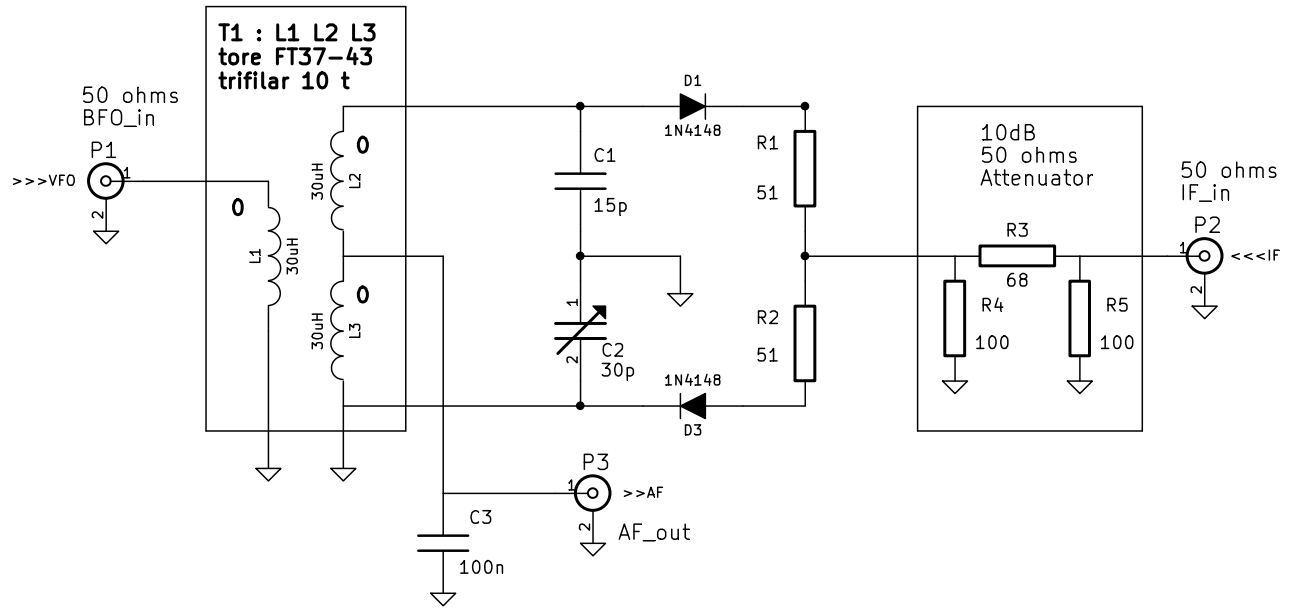 T1 : L1 L2 L3
tore FT37-43
trifilar 10 t
50 ohms
BFO_in
P1
>>>VFO
1
2
O
L1
30uH
30uH
L2
O
30uH
L3
O
C1
15p
1
2
C2
30p
D1
1N4148
1N4148
D3
R1
51
R2
51
10dB
50 ohms
Attenuator
R3
68
R4
100
R5
100
50 ohms
IF_in
P2
1
<<<IF
2
P3
1
>>AF
2
AF_out
C3
100n